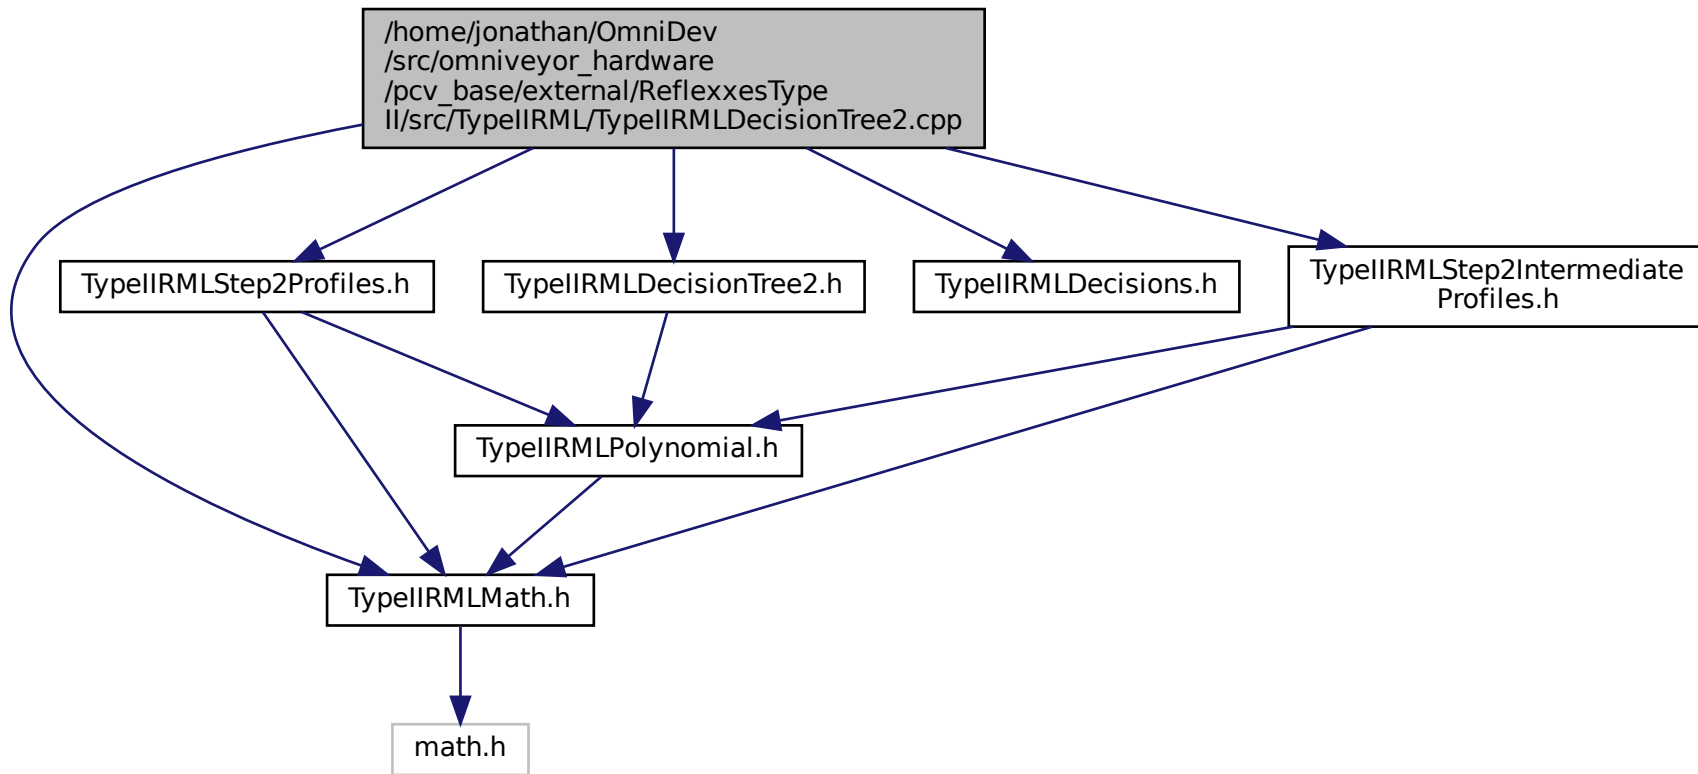 /home/jonathan/OmniDev
/src/omniveyor_hardware
/pcv_base/external/ReflexxesType
II/src/TypeIIRML/TypeIIRMLDecisionTree2.cpp
TypeIIRMLStep2Profiles.h
TypeIIRMLDecisionTree2.h
TypeIIRMLDecisions.h
TypeIIRMLStep2Intermediate
Profiles.h
TypeIIRMLPolynomial.h
TypeIIRMLMath.h
math.h